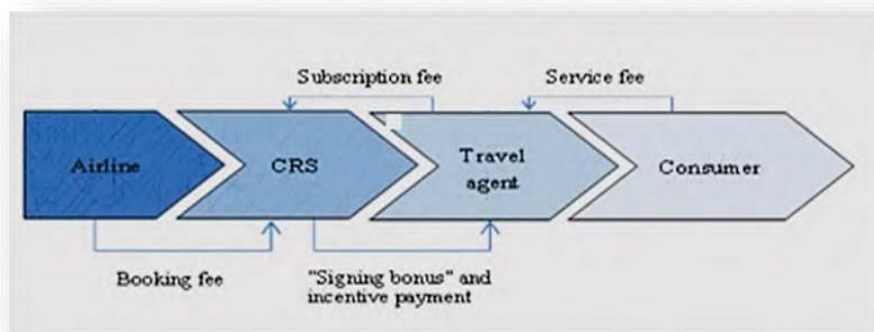 Subscription fee
Service fee
Airline
CRS
Travel
agent
Consumer
Booking fee
"Signing bonus" and
incentive payment